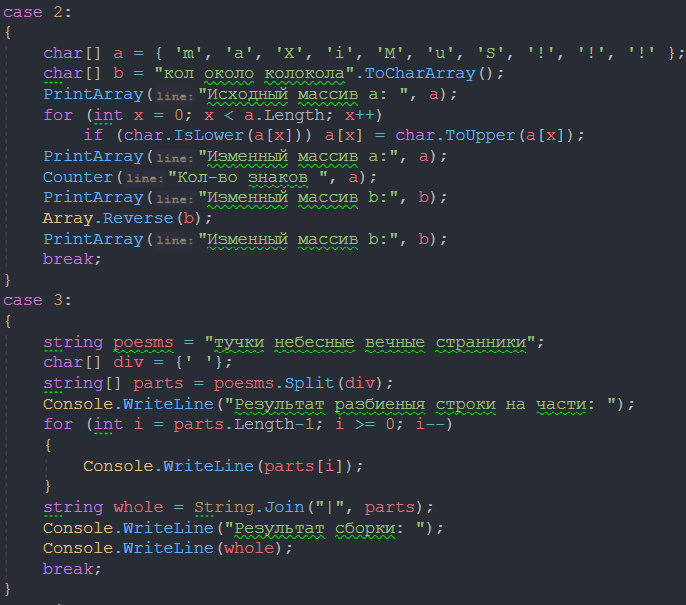 case 2:
{
char[] a = { 'm', 'a', 'X', 'i', 'M', 'u', 'S', '!', '!', '!' };
char[] b = "кол около колокола".ToCharArray();
PrintArray(line:"Исходный массив a: ", a);
for (int x = 0; x < a.Length; x++)
if (char.IsLower(a[x])) a[x] = char.ToUpper(a[x]);
PrintArray(line:"Изменный массив a:", a);
Counter(line:"Кол-во знаков ", a);
PrintArray(line:"Изменный массив b:", b);
Array.Reverse(b);
PrintArray(line:"Изменный массив b:", b);
break;
}
case 3:
{
string poesms = "тучки небесные вечные странники";
char[] div = {' '};
string[] parts = poesms.Split(div);
Console.WriteLine("Результат разбиеныя строки на части: ");
for (int i = parts.Length-1; i >= 0; i--)
{
Console.WriteLine(parts[i]);
}
string whole = String.Join("|", parts);
Console.WriteLine("Результат сборки: ");
Console.WriteLine(whole);
break;
}